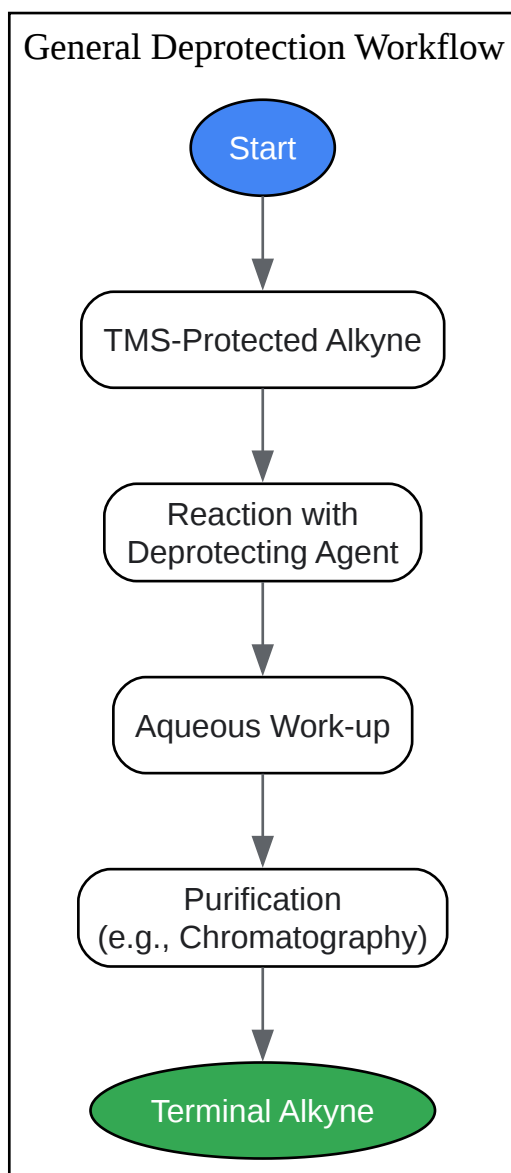 General Deprotection Workflow
Start
TMS-Protected Alkyne
Reaction with
Deprotecting Agent
Aqueous Work-up
Purification
(e.g., Chromatography)
Terminal Alkyne